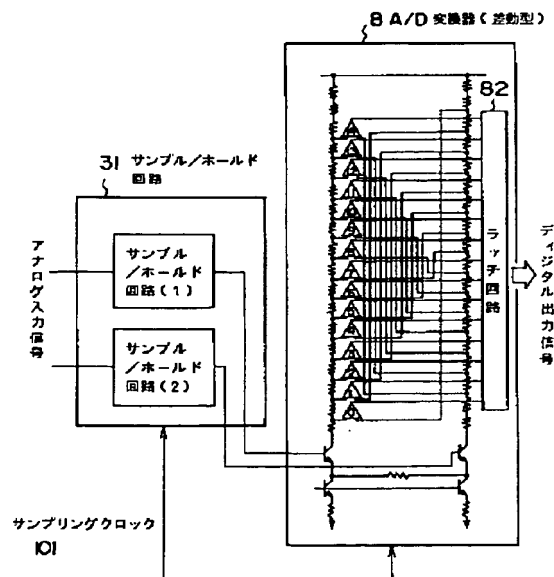 8 A/D 変換器(差動型)
82
31 サンプル/ホールド
回路
アナログ入力信号
サンプル
/ホールド
回路(1)
サンプル
/ホールド
回路(2)
ラッチ回路
ディジタル出力信号
サンプリングクロック
101